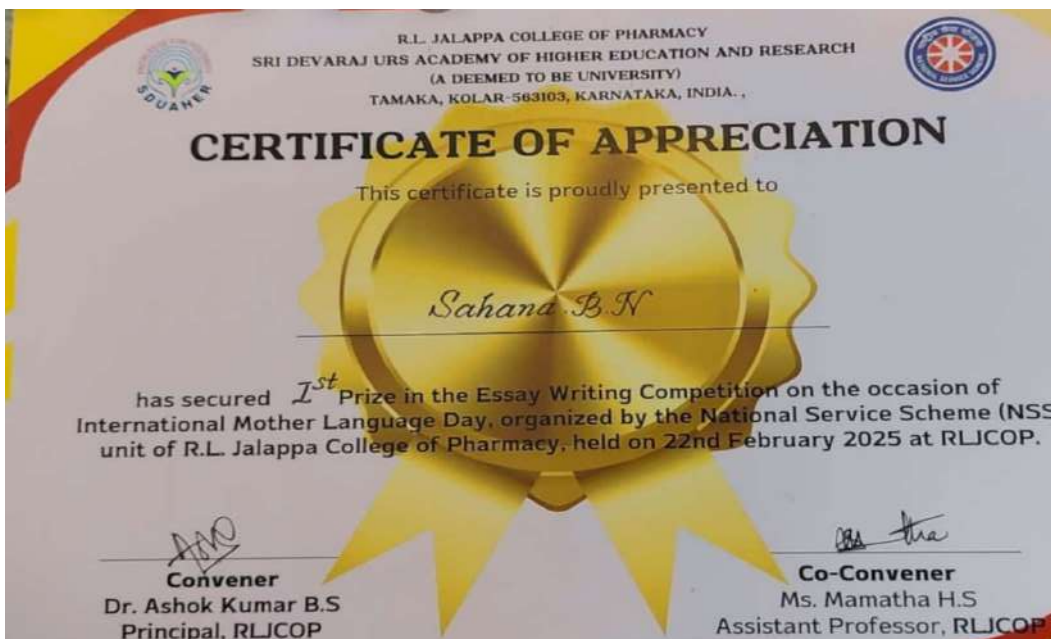 R.L. JALAPPA COLLEGE OF PHARMACY
SRI DEVARAJ URS ACADEMY OF HIGHER EDUCATION AND RESEARCH
(A DEEMED TO BE UNIVERSITY)
TAMAKA, KOLAR-563103, KARNATAKA, INDIA. ,
SDUAHER
CERTIFICATE OF APPRECIATION
This certificate is proudly presented to
Sahana B.N
has secured Ist Prize in the Essay Writing Competition on the occasion of
International Mother Language Day, organized by the National Service Scheme (NSS
unit of R.L. Jalappa College of Pharmacy, held on 22nd February 2025 at RLJCOP.
Convener
Dr. Ashok Kumar B.S
Principal, RLJCOP
Co-Convener
Ms. Mamatha H.S
Assistant Professor, RLJCOP